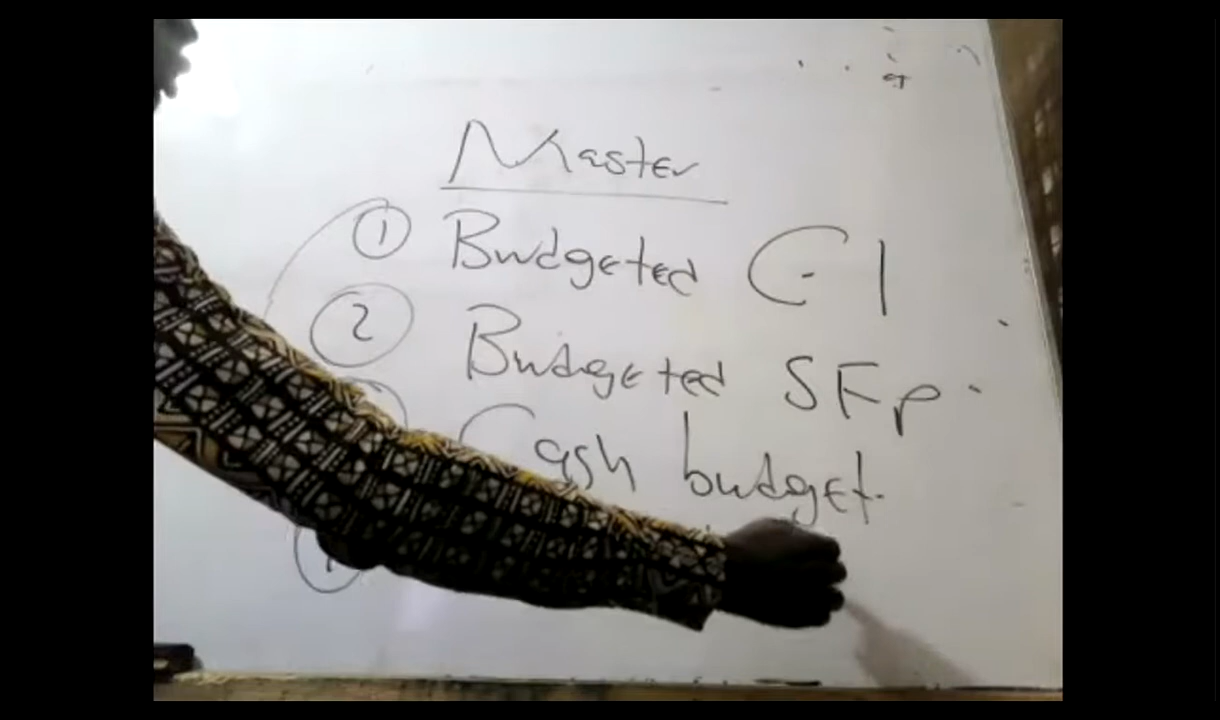 Master
① Budgeted C-I
② Budgeted SFP.
Cash budget.